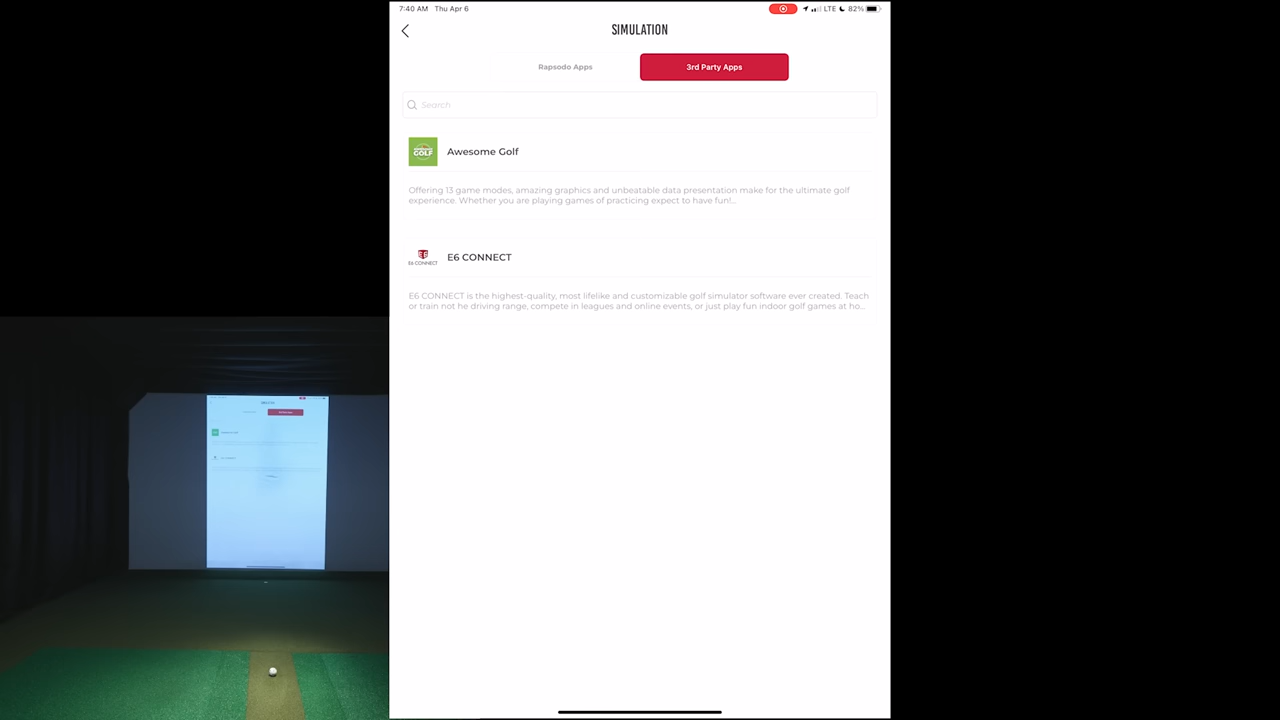 7:40 AM Thu Apr 6
LTE 82%
SIMULATION
Rapsodo Apps
3rd Party Apps
Search
GOLF
Awesome Golf
Offering 13 game modes, amazing graphics and unbeatable data presentation make for the ultimate golf
experience. Whether you are playing games of practicing expect to have fun!...
E6
E6 CONNECT
E6 CONNECT
E6 CONNECT is the highest-quality, most lifelike and customizable golf simulator software ever created. Teach
or train not he driving range, compete in leagues and online events, or just play fun indoor golf games at ho...